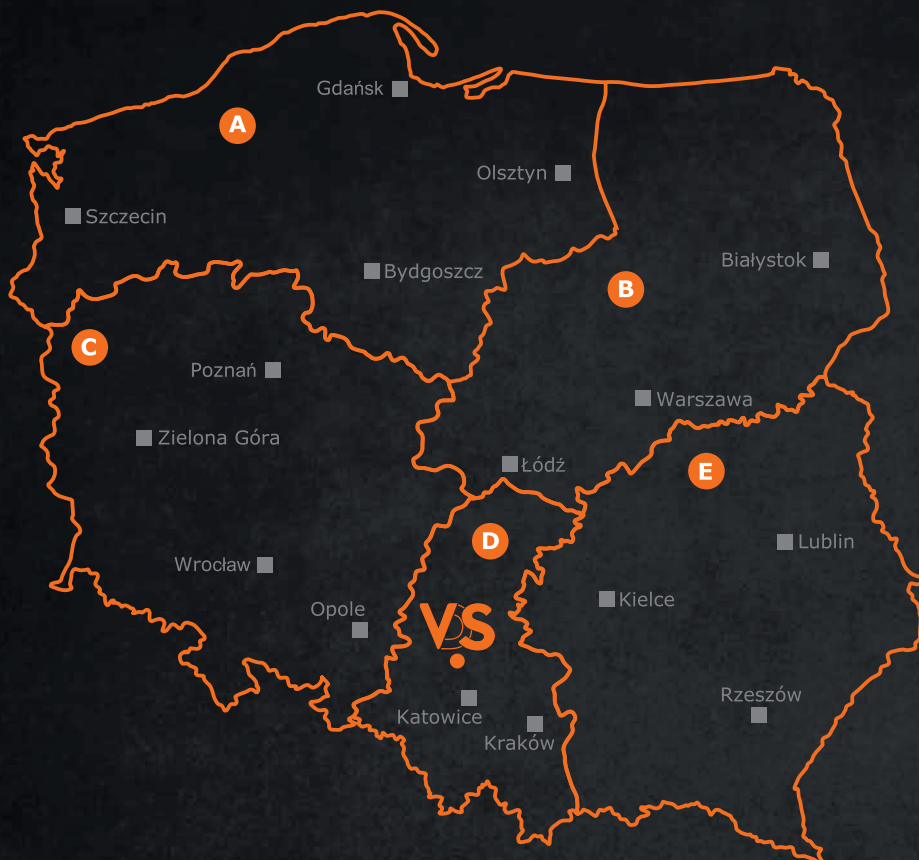 Gdańsk
A
Olsztyn
Szczecin
Białystok
Bydgoszcz
B
C
Poznań
Warszawa
Zielona Góra
Łódź
E
D
Lublin
Wrocław
Kielce
Opole
VS
Rzeszów
Katowice
Kraków